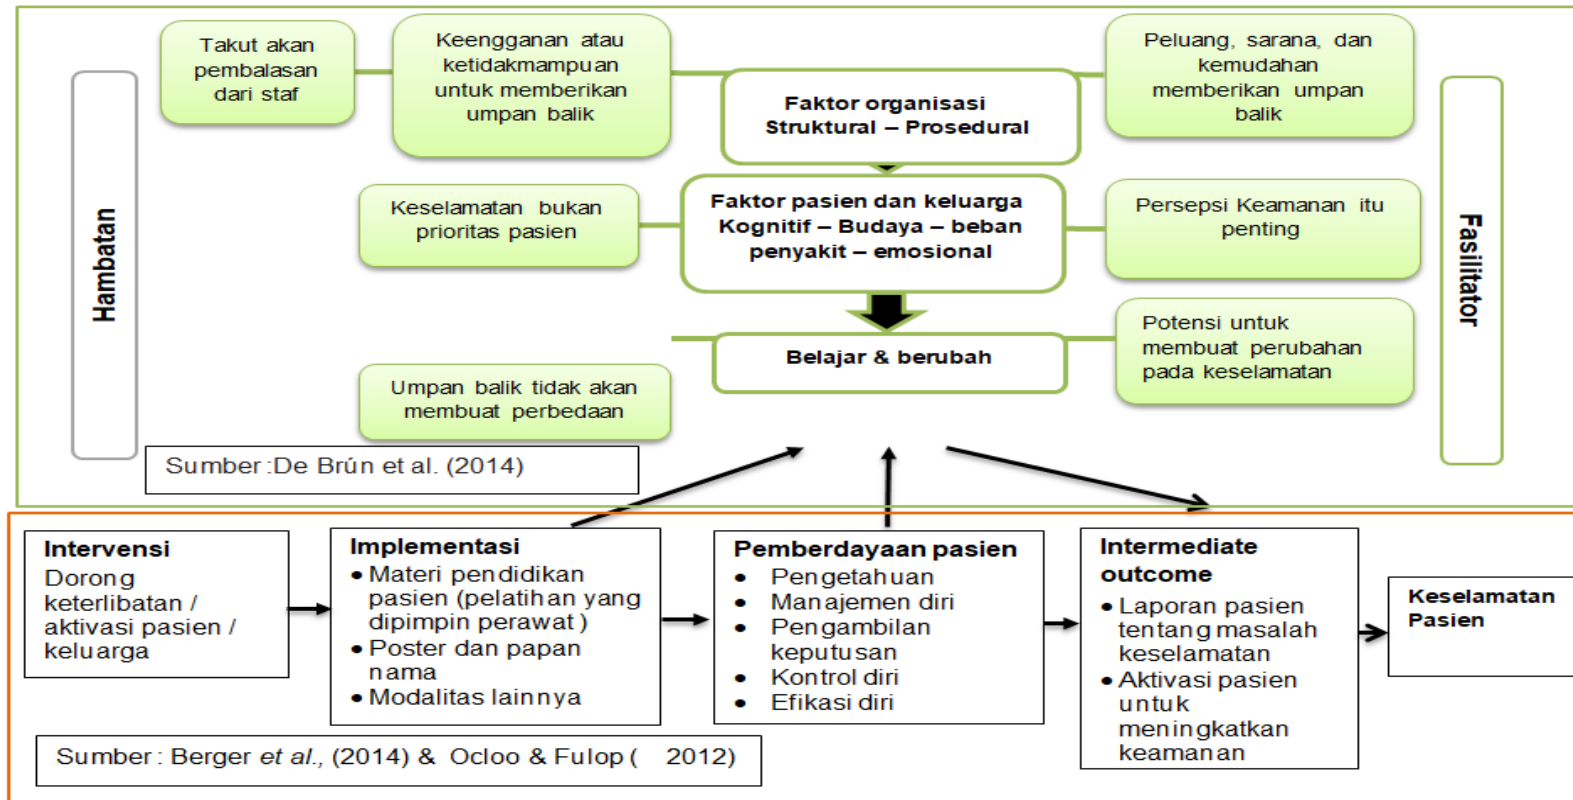 Hambatan
Takut akan
pembalasan
dari staf
Keengganan atau
ketidakmampuan
untuk memberikan
umpan balik
Faktor organisasi
Struktural – Prosedural
Peluang, sarana, dan
kemudahan
memberikan umpan
balik
Keselamatan bukan
prioritas pasien
Faktor pasien dan keluarga
Kognitif – Budaya – beban
penyakit – emosional
Persepsi Keamanan itu
penting
Fasilitator
Umpan balik tidak akan
membuat perbedaan
Belajar & berubah
Potensi untuk
membuat perubahan
pada keselamatan
Sumber :De Brún et al. (2014)
Intervensi
Dorong
keterlibatan /
aktivasi pasien /
keluarga
Implementasi
• Materi pendidikan
pasien (pelatihan yang
dipimpin perawat )
• Poster dan papan
nama
• Modalitas lainnya
Pemberdayaan pasien
• Pengetahuan
• Manajemen diri
• Pengambilan
keputusan
• Kontrol diri
• Efikasi diri
Intermediate
outcome
• Laporan pasien
tentang masalah
keselamatan
• Aktivasi pasien
untuk
meningkatkan
keamanan
Keselamatan
Pasien
Sumber : Berger et al., (2014) & Ocloo & Fulop ( 2012)